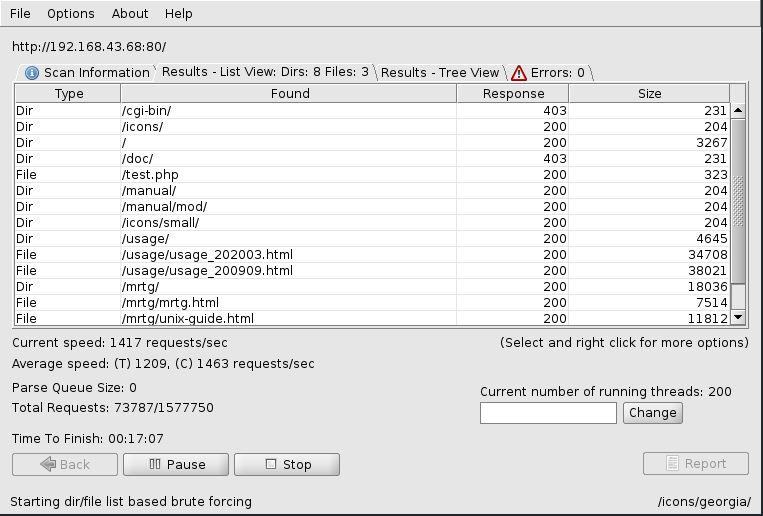 File Options About Help
http://192.168.43.68:80/
Scan Information Results - List View: Dirs: 8 Files: 3 Results - Tree View Errors: 0
Type Found Response Size
Dir /cgi-bin/ 403 231
Dir /icons/ 200 204
Dir / 200 3267
Dir /doc/ 403 231
File /test.php 200 323
Dir /manual/ 200 204
Dir /manual/mod/ 200 204
Dir /icons/small/ 200 204
Dir /usage/ 200 4645
File /usage/usage_202003.html 200 34708
File /usage/usage_200909.html 200 38021
Dir /mrtg/ 200 18036
File /mrtg/mrtg.html 200 7514
File /mrtg/unix-guide.html 200 11812
Current speed: 1417 requests/sec (Select and right click for more options)
Average speed: (T) 1209, (C) 1463 requests/sec
Parse Queue Size: 0
Current number of running threads: 200
Total Requests: 73787/1577750
Change
Time To Finish: 00:17:07
Back Pause Stop Report
Starting dir/file list based brute forcing /icons/georgia/